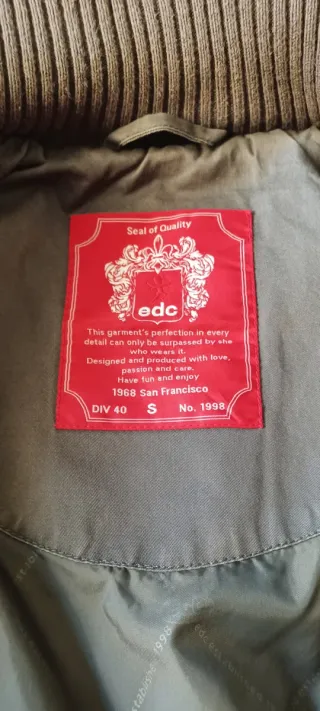 Seal of Quality
edc
This garment's perfection in every
detail can only be surpassed by she
who wears it.
Designed and produced with love,
passion and care.
Have fun and enjoy
1968 San Francisco
DIV 40 S No. 1998